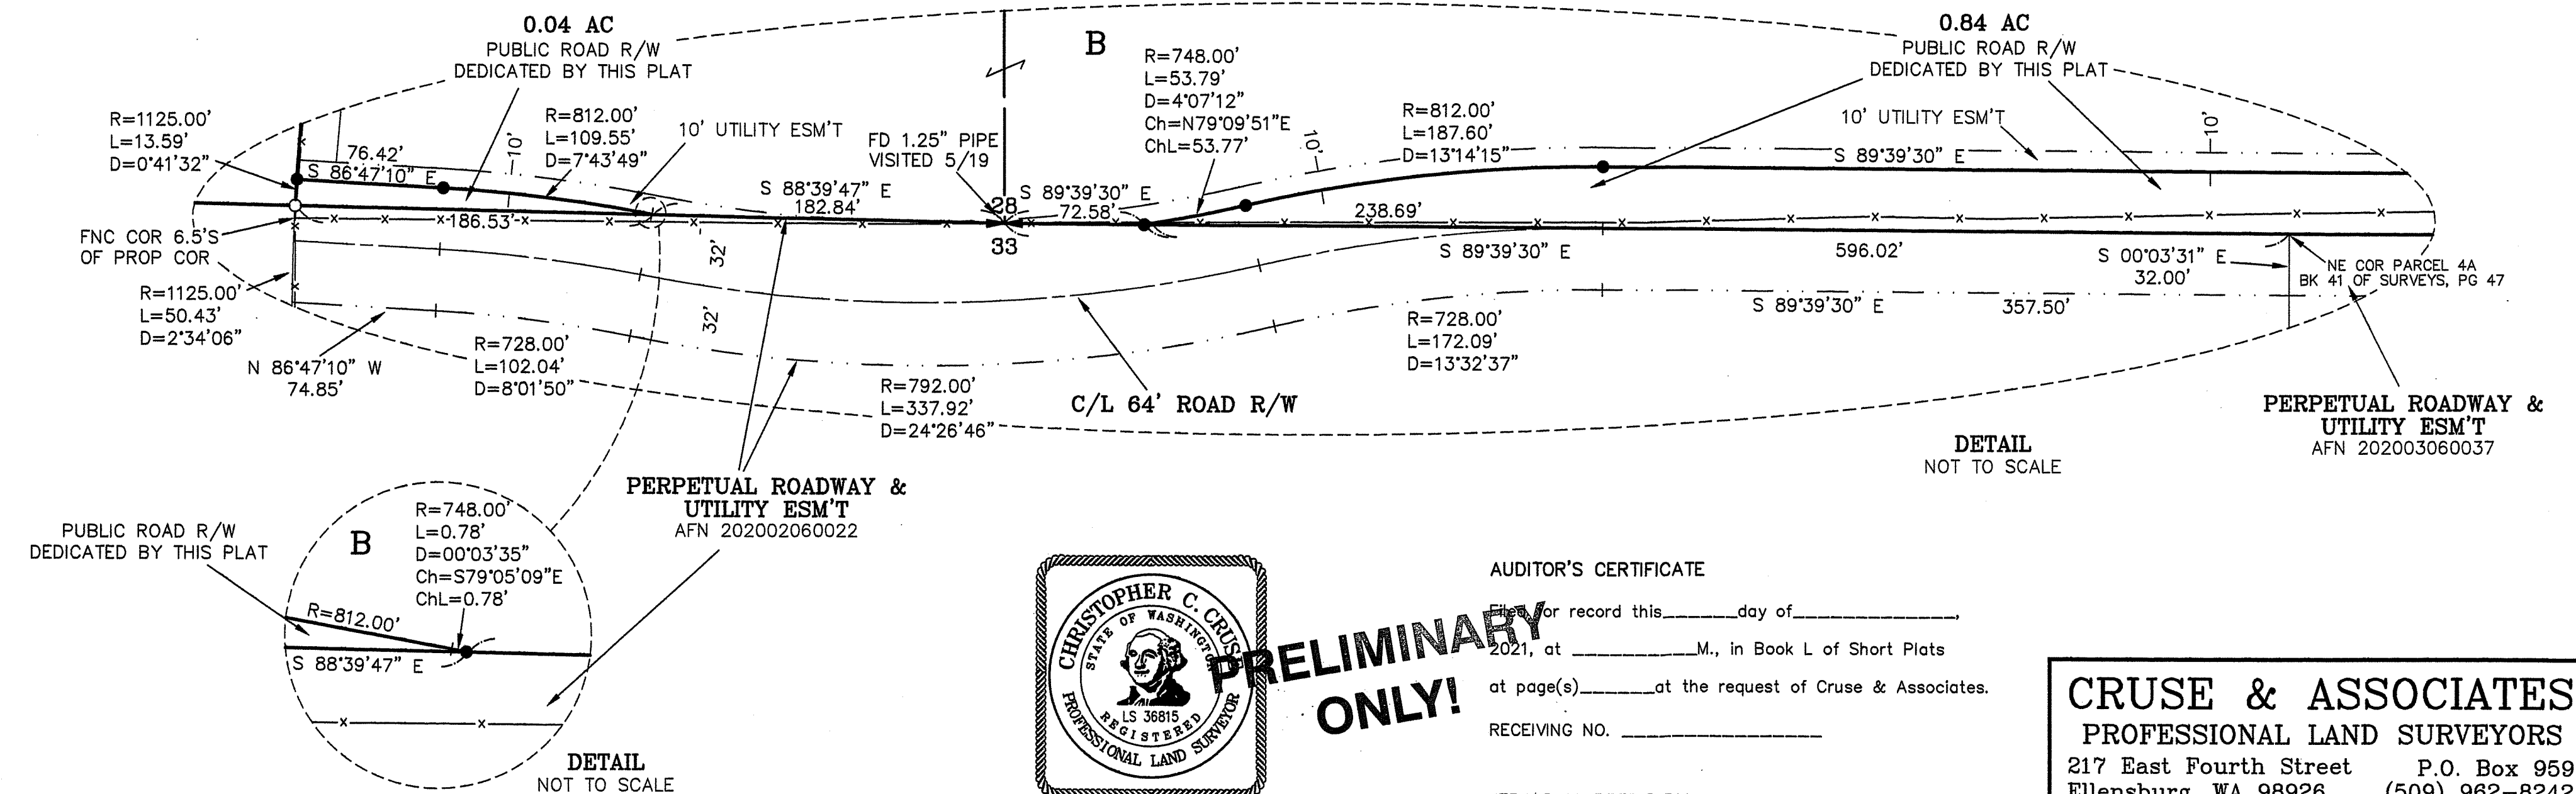 0.04 AC
PUBLIC ROAD R/W
DEDICATED BY THIS PLAT
B
R=748.00'
L=53.79'
D=4°07'12"
Ch=N79°09'51"E
ChL=53.77'
0.84 AC
PUBLIC ROAD R/W
DEDICATED BY THIS PLAT
R=1125.00'
L=13.59'
D=0°41'32"
76.42'
S 86°47'10" E
10'
R=812.00'
L=109.55'
D=7°43'49"
10' UTILITY ESM'T
FD 1.25" PIPE
VISITED 5/19
10'
R=812.00'
L=187.60'
D=13°14'15"
10' UTILITY ESM'T
10'
S 89°39'30" E
S 88°39'47" E
182.84'
S 89°39'30" E
72.58'
28
33
186.53'
238.69'
FNC COR 6.5'S
OF PROP COR
32'
32'
S 89°39'30" E
596.02'
S 00°03'31" E
32.00'
NE COR PARCEL 4A
BK 41 OF SURVEYS, PG 47
R=1125.00'
L=50.43'
D=2°34'06"
N 86°47'10" W
74.85'
R=728.00'
L=102.04'
D=8°01'50"
R=792.00'
L=337.92'
D=24°26'46"
C/L 64' ROAD R/W
R=728.00'
L=172.09'
D=13°32'37"
S 89°39'30" E
357.50'
PERPETUAL ROADWAY &
UTILITY ESM'T
AFN 202003060037
DETAIL
NOT TO SCALE
PERPETUAL ROADWAY &
UTILITY ESM'T
AFN 202002060022
PUBLIC ROAD R/W
DEDICATED BY THIS PLAT
B
R=748.00'
L=0.78'
D=00°03'35"
Ch=S79°05'09"E
ChL=0.78'
R=812.00'
S 88°39'47" E
DETAIL
NOT TO SCALE
CHRISTOPHER C. CRUSE
STATE OF WASHINGTON
LS 36815
REGISTERED
PROFESSIONAL LAND SURVEYOR
PRELIMINARY
ONLY!
AUDITOR'S CERTIFICATE
Filed for record this______day of_____________,
2021, at __________M., in Book L of Short Plats
at page(s)______at the request of Cruse & Associates.
RECEIVING NO. ________________
CRUSE & ASSOCIATES
PROFESSIONAL LAND SURVEYORS
217 East Fourth Street P.O. Box 959
Ellensburg, WA 98926 (509) 962-8242